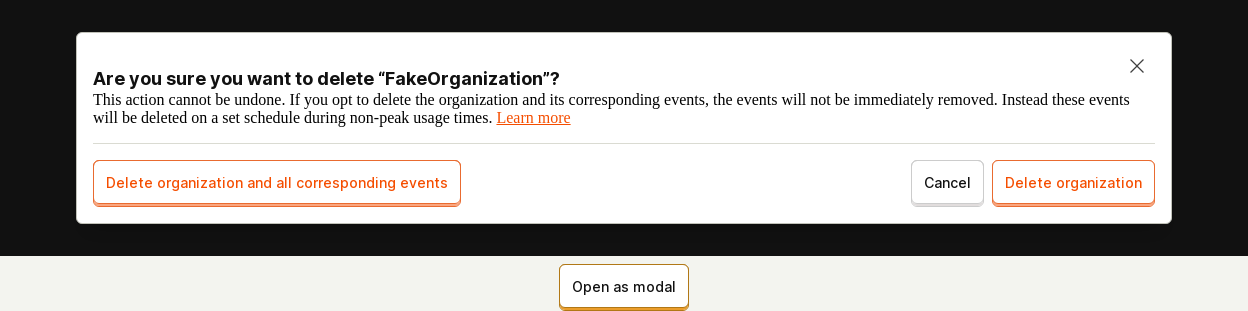 Are you sure you want to delete “FakeOrganization”?
This action cannot be undone. If you opt to delete the organization and its corresponding events, the events will not be immediately removed. Instead these events
will be deleted on a set schedule during non-peak usage times. Learn more
Delete organization and all corresponding events
Cancel
Delete organization
Open as modal